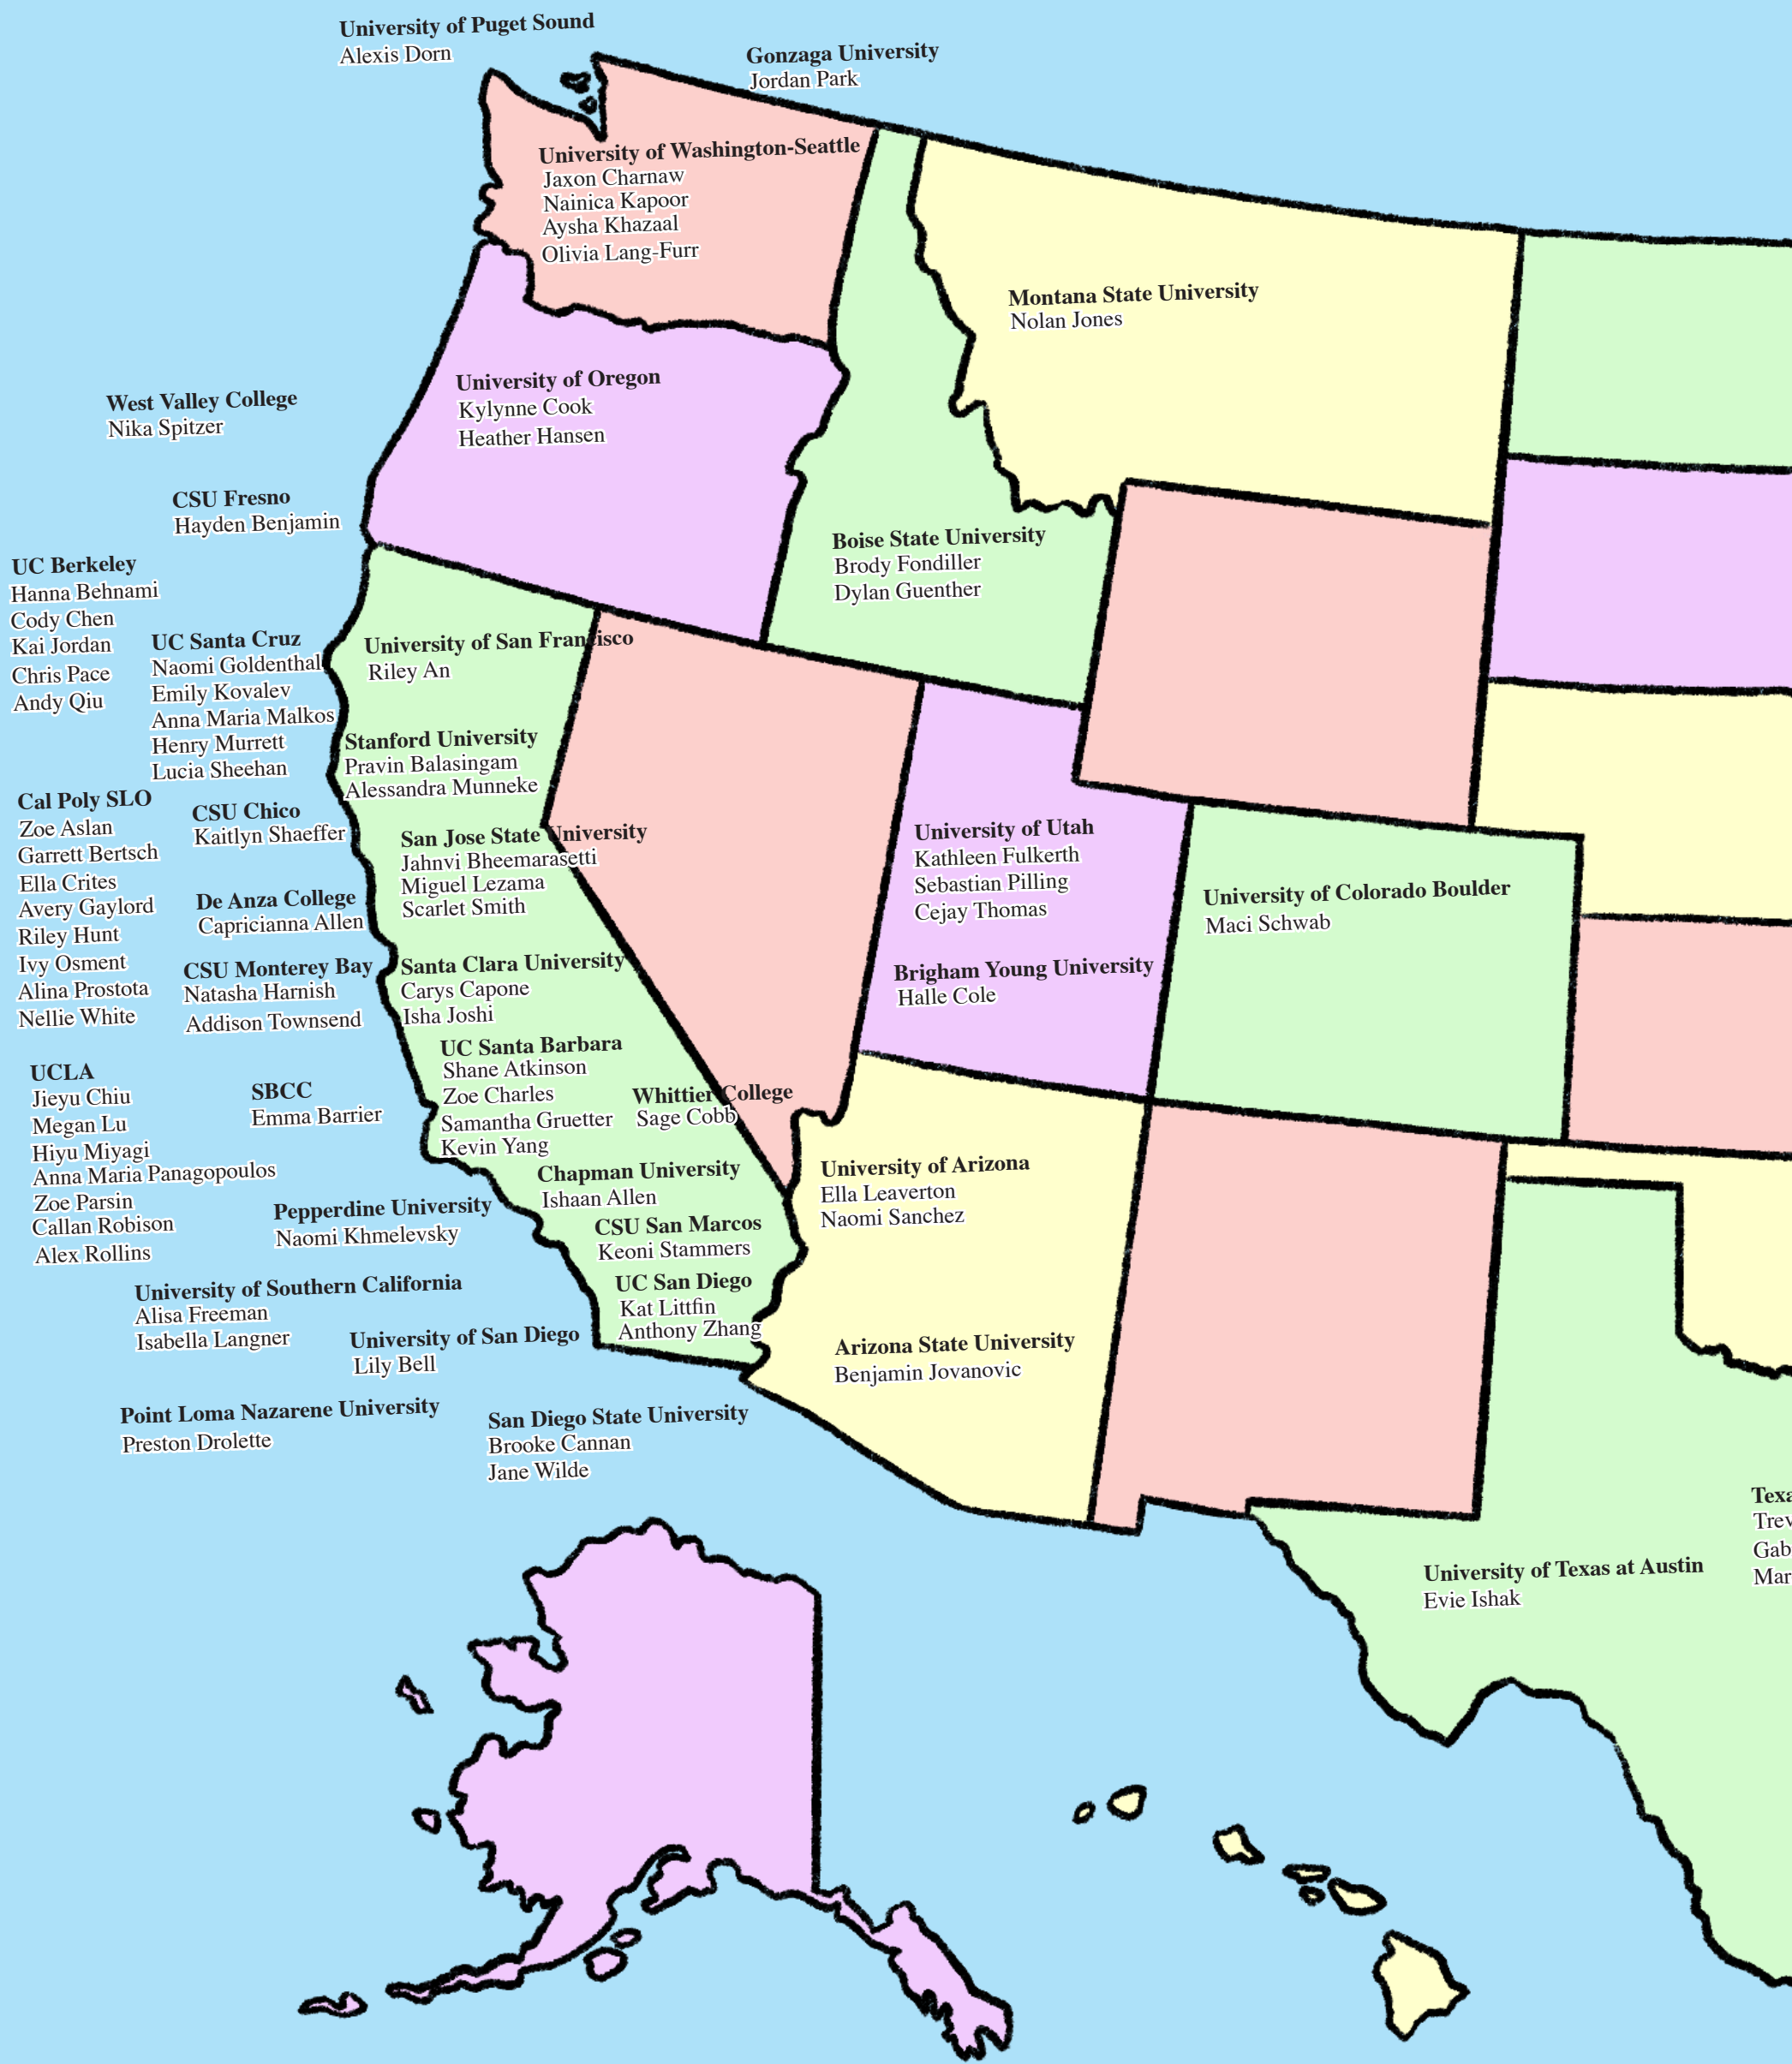 University of Puget Sound
Alexis Dorn
Gonzaga University
Jordan Park
University of Washington-Seattle
Jaxon Charnaw
Nainica Kapoor
Aysha Khazaal
Olivia Lang-Furr
Montana State University
Nolan Jones
University of Oregon
Kylynne Cook
Heather Hansen
West Valley College
Nika Spitzer
CSU Fresno
Hayden Benjamin
Boise State University
Brody Fondiller
Dylan Guenther
UC Berkeley
Hanna Behnami
Cody Chen
Kai Jordan
Chris Pace
Andy Qiu
UC Santa Cruz
Naomi Goldenthal
Emily Kovalev
Anna Maria Malkos
Henry Murrett
Lucia Sheehan
University of San Francisco
Riley An
Stanford University
Pravin Balasingam
Alessandra Munneke
Cal Poly SLO
Zoe Aslan
Garrett Bertsch
Ella Crites
Avery Gaylord
Riley Hunt
Ivy Osment
Alina Prostota
Nellie White
CSU Chico
Kaitlyn Shaeffer
De Anza College
Capricianna Allen
CSU Monterey Bay
Natasha Harnish
Addison Townsend
San Jose State University
Jahnvi Bheemarasetti
Miguel Lezama
Scarlet Smith
Santa Clara University
Carys Capone
Isha Joshi
University of Utah
Kathleen Fulkerth
Sebastian Pilling
Cejay Thomas
Brigham Young University
Halle Cole
University of Colorado Boulder
Maci Schwab
UC Santa Barbara
Shane Atkinson
Zoe Charles
Samantha Gruetter
Kevin Yang
Whittier College
Sage Cobb
UCLA
Jieyu Chiu
Megan Lu
Hiyu Miyagi
Anna Maria Panagopoulos
Zoe Parsin
Callan Robison
Alex Rollins
SBCC
Emma Barrier
Chapman University
Ishaan Allen
Pepperdine University
Naomi Khmelevsky
CSU San Marcos
Keoni Stammers
UC San Diego
Kat Littfin
Anthony Zhang
University of Arizona
Ella Leaverton
Naomi Sanchez
Arizona State University
Benjamin Jovanovic
University of Southern California
Alisa Freeman
Isabella Langner
University of San Diego
Lily Bell
Point Loma Nazarene University
Preston Drolette
San Diego State University
Brooke Cannan
Jane Wilde
University of Texas at Austin
Evie Ishak
Texa
Trev
Gab
Mar